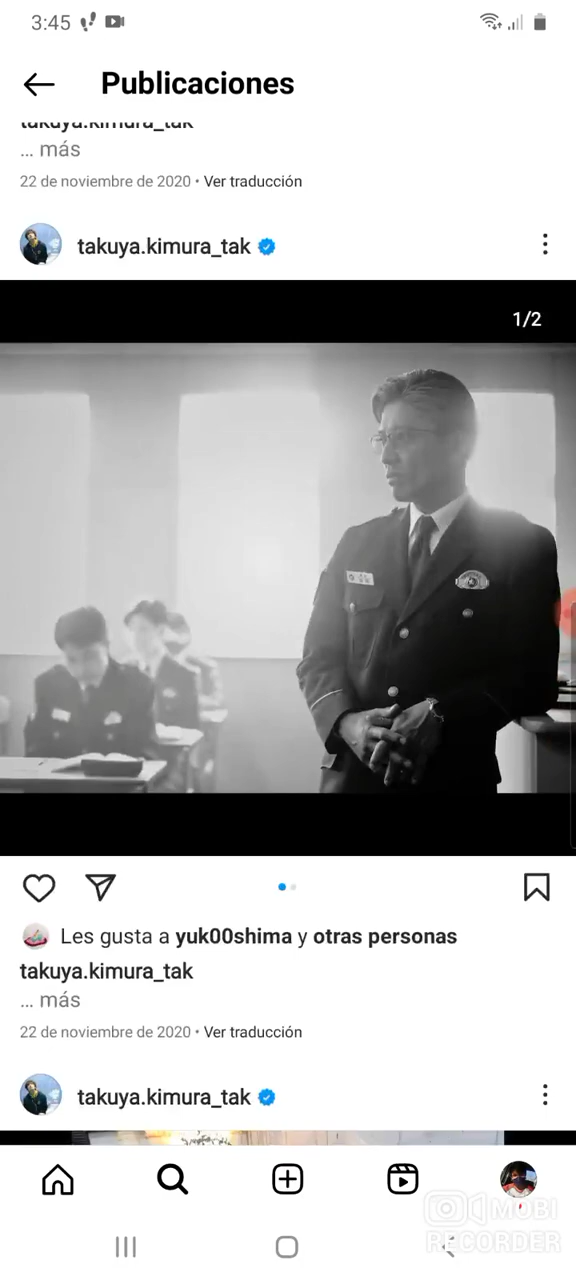 3:45
Publicaciones
takuya.kimura_tak
... más
22 de noviembre de 2020 • Ver traducción
takuya.kimura_tak
1/2
Les gusta a yuk00shima y otras personas
takuya.kimura_tak
... más
22 de noviembre de 2020 • Ver traducción
takuya.kimura_tak
MOBI
RECORDER